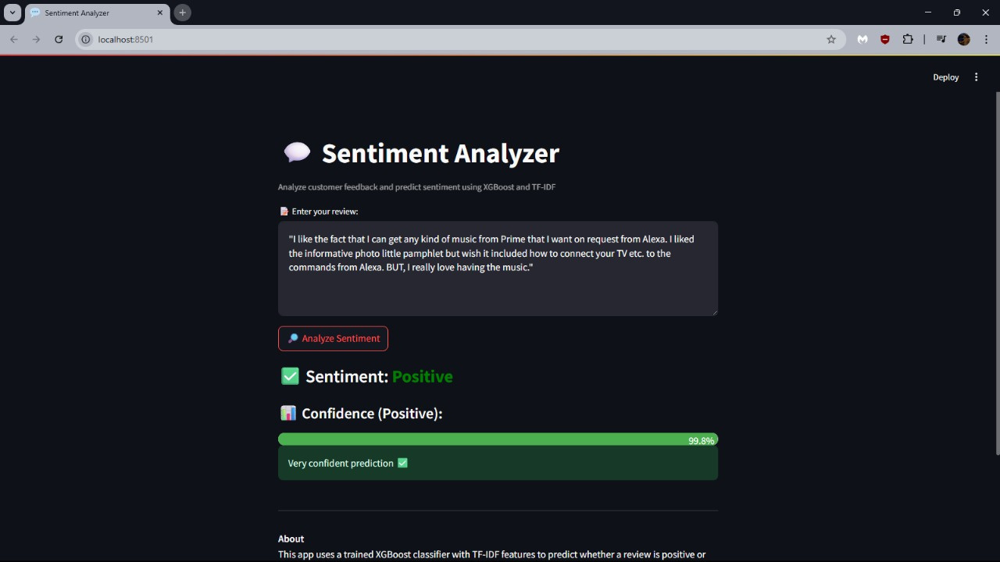 Sentiment Analyzer
localhost:8501
Deploy
Sentiment Analyzer
Analyze customer feedback and predict sentiment using XGBoost and TF-IDF
Enter your review:
"I like the fact that I can get any kind of music from Prime that I want on request from Alexa. I liked
the informative photo little pamphlet but wish it included how to connect your TV etc. to the
commands from Alexa. BUT, I really love having the music."
Analyze Sentiment
Sentiment: Positive
Confidence (Positive):
99.8%
Very confident prediction
About
This app uses a trained XGBoost classifier with TF-IDF features to predict whether a review is positive or